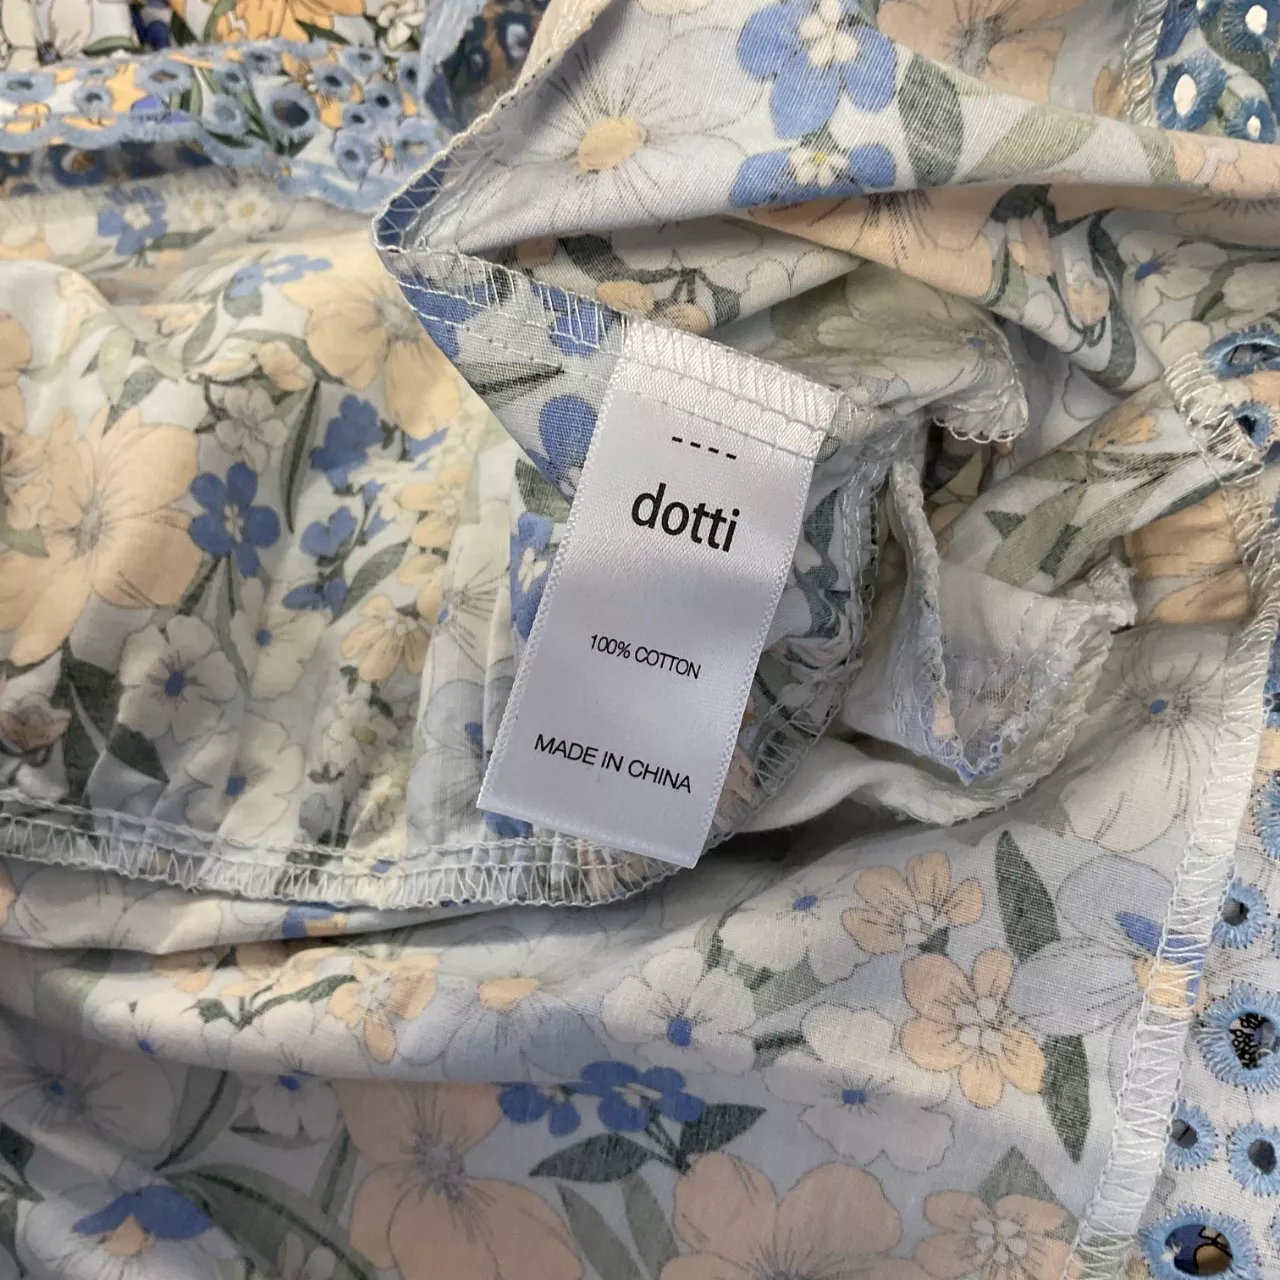 ----
dotti
100% COTTON
MADE IN CHINA